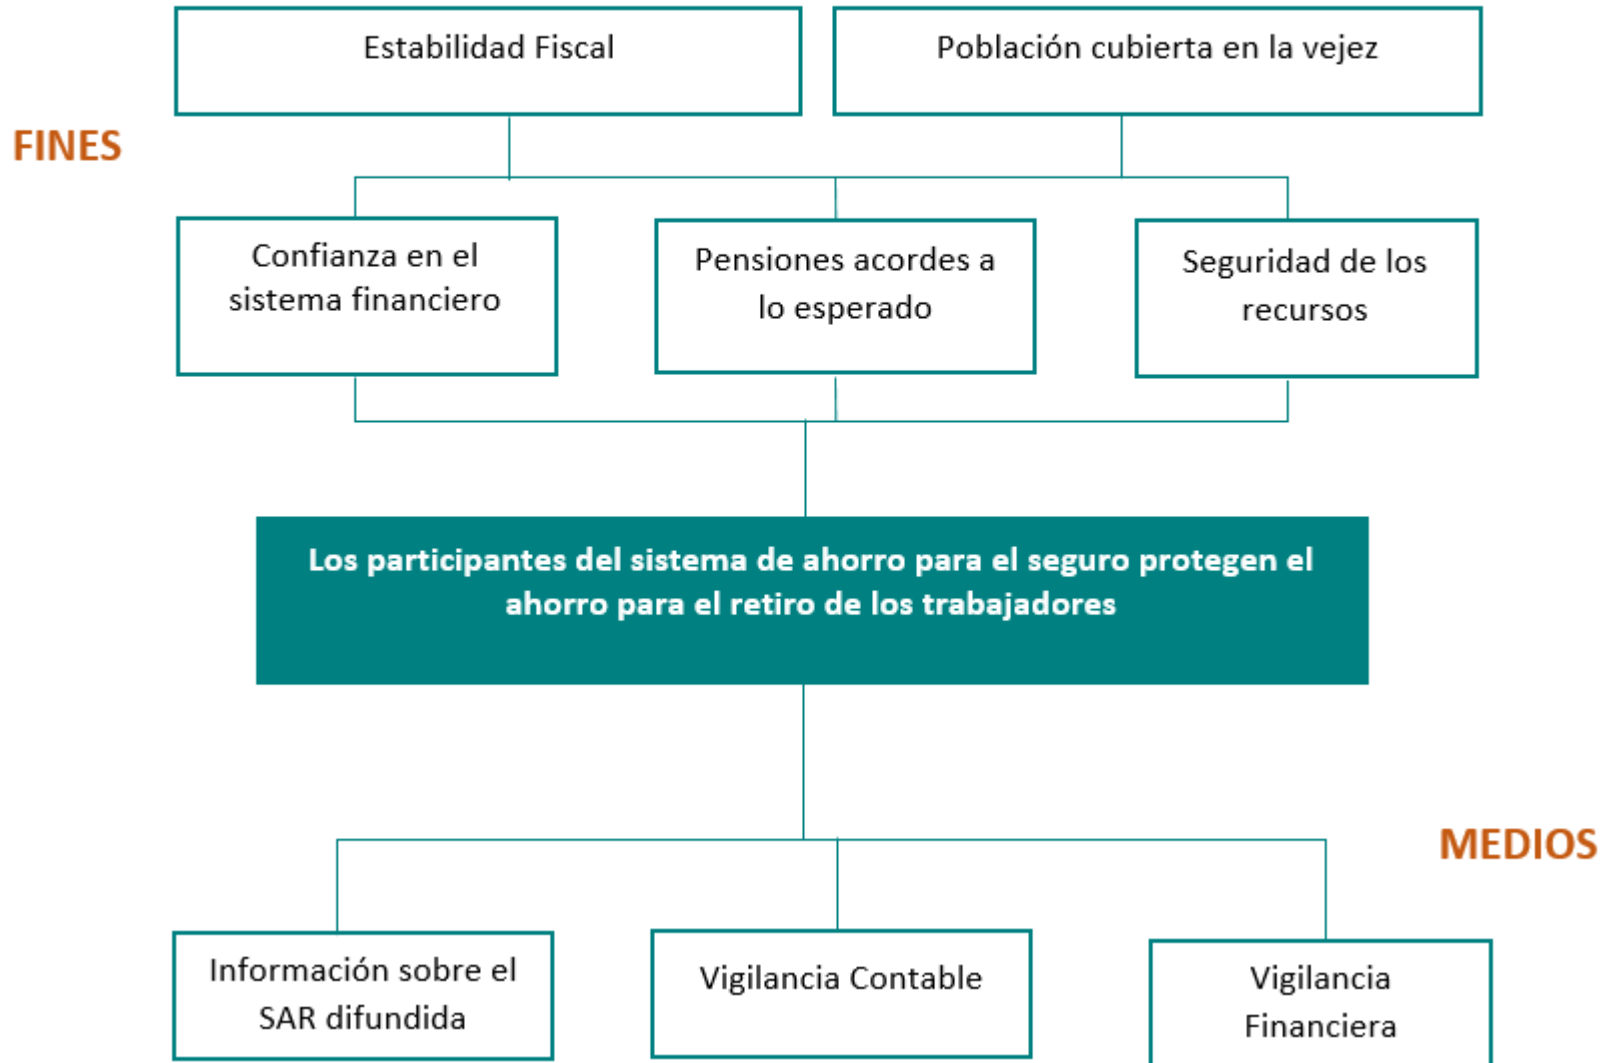 Estabilidad Fiscal
Población cubierta en la vejez
FINES
Confianza en el
sistema financiero
Pensiones acordes a
lo esperado
Seguridad de los
recursos
Los participantes del sistema de ahorro para el seguro protegen el
ahorro para el retiro de los trabajadores
MEDIOS
Información sobre el
SAR difundida
Vigilancia Contable
Vigilancia
Financiera